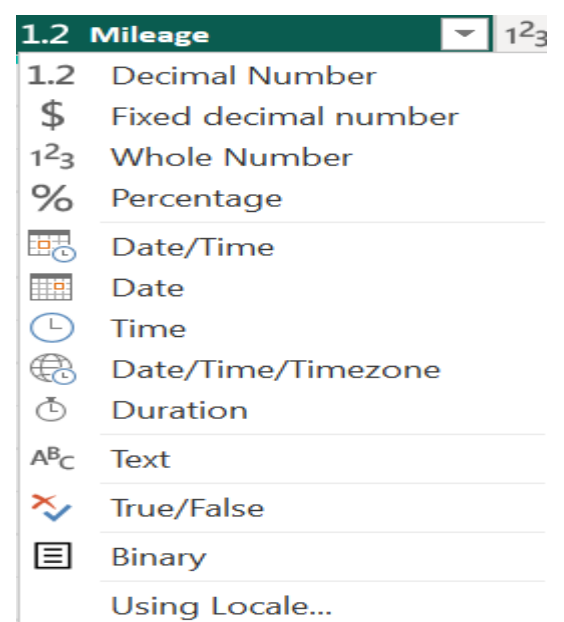 1.2 Mileage 1²3
1.2 Decimal Number
$ Fixed decimal number
1²3 Whole Number
% Percentage
Date/Time
Date
Time
Date/Time/Timezone
Duration
ABC Text
True/False
Binary
Using Locale...